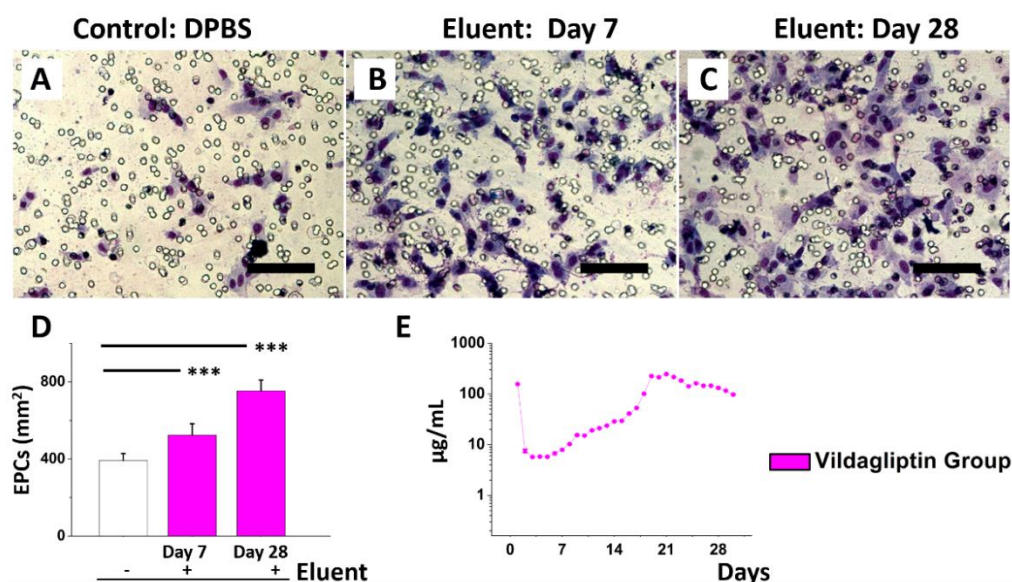 Control: DPBS
Eluent: Day 7
Eluent: Day 28
A
B
C
D
***
***
800
400
0
EPCs (mm²)
Day 7
Day 28
- + + Eluent
E
1000
100
10
1
µg/mL
0 7 14 21 28
Days
Vildagliptin Group